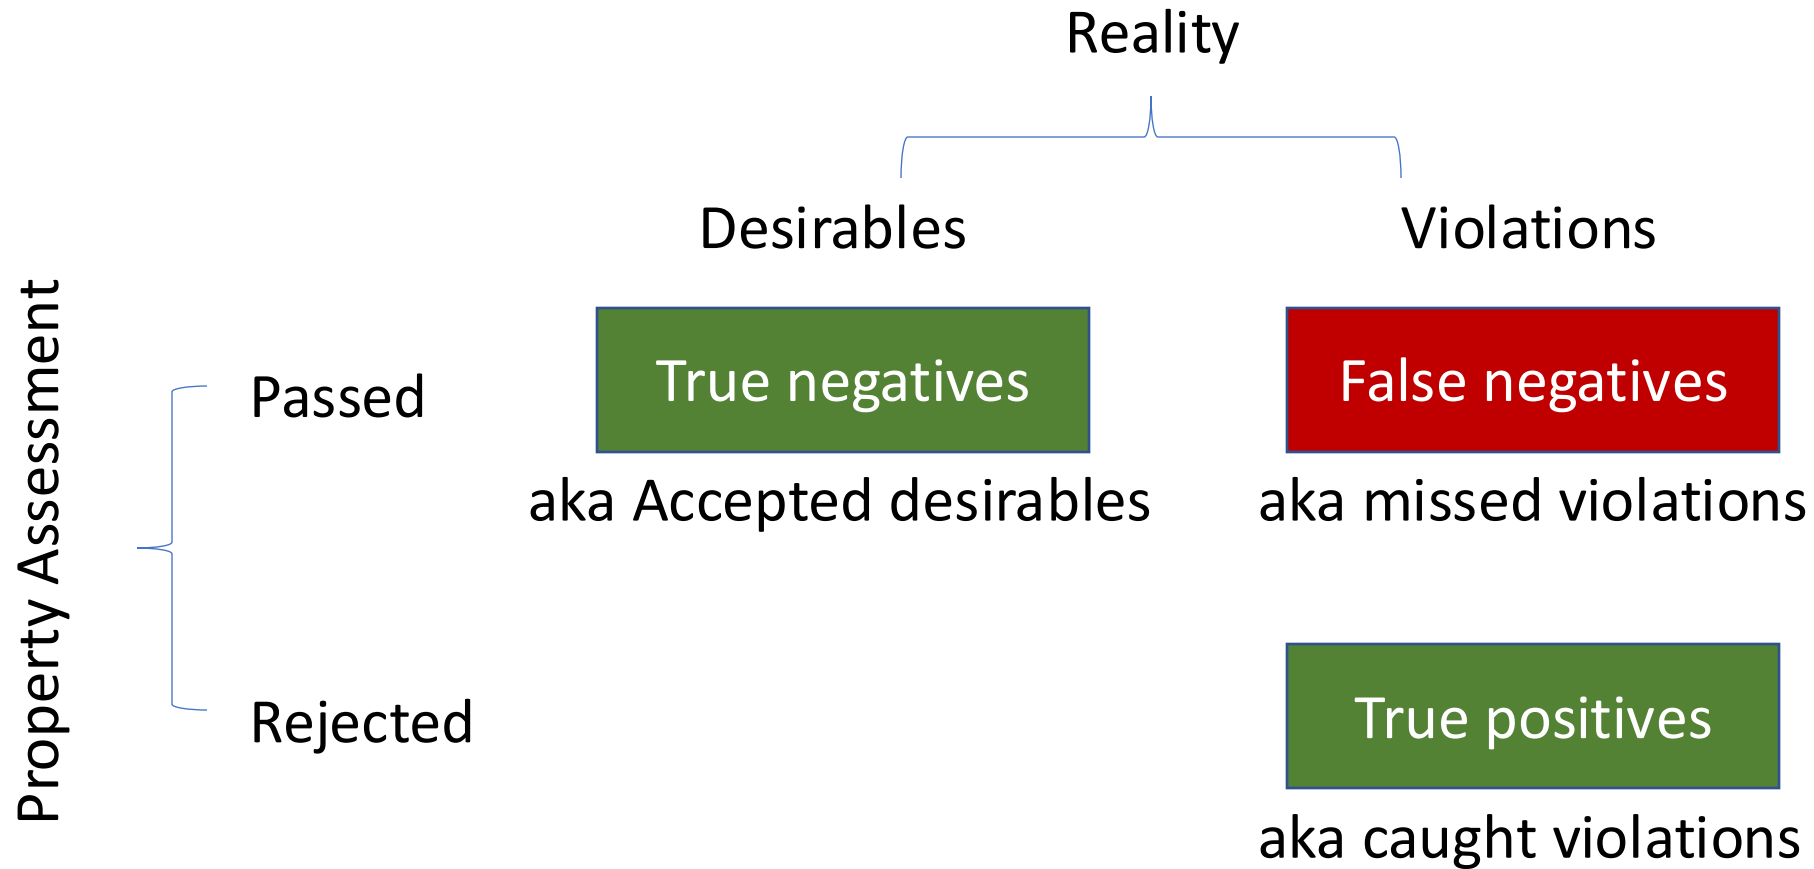 Reality
Desirables
Violations
Property Assessment
Passed
True negatives
False negatives
aka Accepted desirables
aka missed violations
Rejected
True positives
aka caught violations